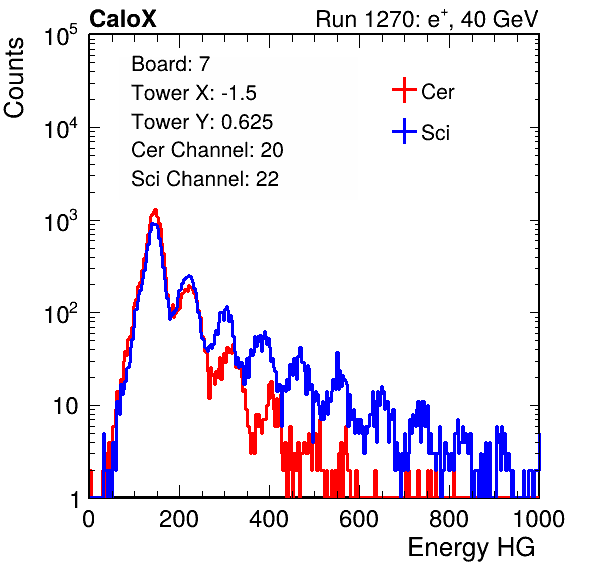 CaloX Run 1270: e⁺, 40 GeV
Counts
Board: 7
Tower X: -1.5
Tower Y: 0.625
Cer Channel: 20
Sci Channel: 22
Cer
Sci
10⁵
10⁴
10³
10²
10
1
0 200 400 600 800 1000
Energy HG